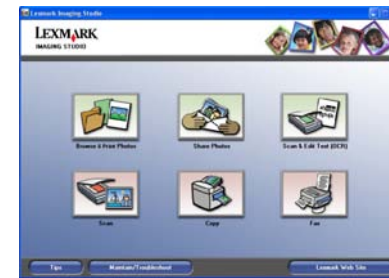 Lexmark Imaging Studio
LEXMARK
IMAGING STUDIO
Browse & Print Photos
Share Photos
Scan & Edit Text (OCR)
Scan
Copy
Fax
Tips
Maintain/Troubleshoot
Lexmark Web Site